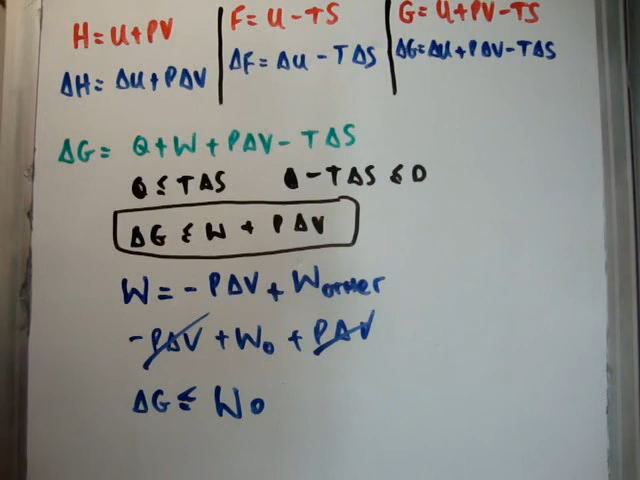 H = U + PV
ΔH = ΔU + PΔV
F = U - TS
ΔF = ΔU - TΔS
G = U + PV - TS
ΔG = ΔU + PΔV - TΔS
ΔG = Q + W + PΔV - TΔS
Q ≤ TΔS Q - TΔS ≤ 0
ΔG ≤ W + PΔV
W = - PΔV + Wother
-PΔV + Wo + PΔV
ΔG ≤ Wo